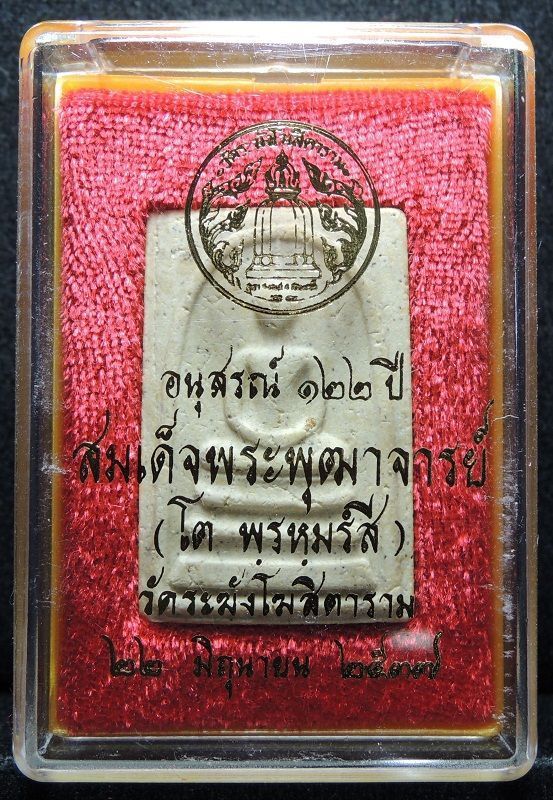 อนุสรณ์ ๑๒๒ ปี
สมเด็จพระพุฒาจารย์
( โต พฺรหฺมรํสี )
วัดระฆังโฆสิตาราม
๒๒ มิถุนายน ๒๕๓๗